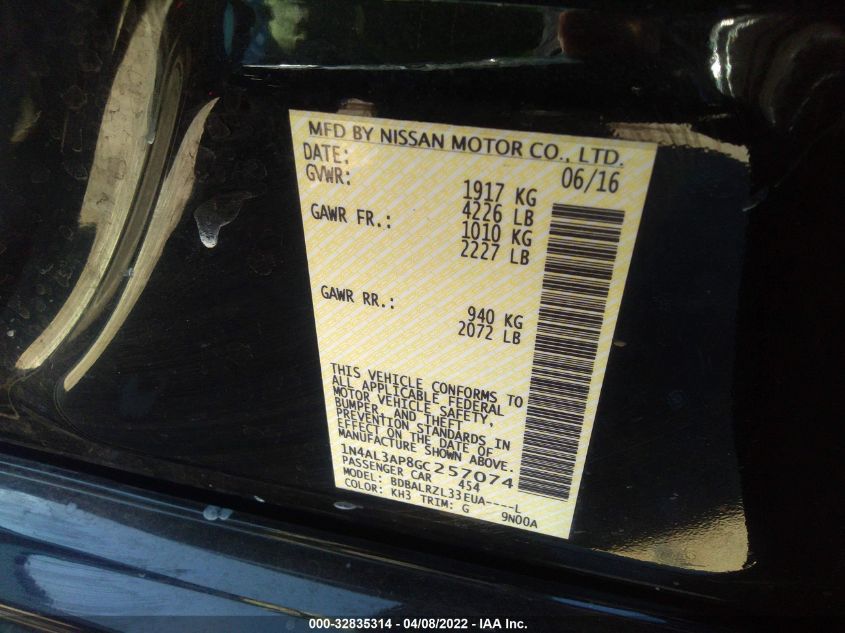 MFD BY NISSAN MOTOR CO., LTD.
DATE: 06/16
GVWR: 1917 KG
4226 LB
GAWR FR.: 1010 KG
2227 LB
GAWR RR.: 940 KG
2072 LB
THIS VEHICLE CONFORMS TO
ALL APPLICABLE FEDERAL
MOTOR VEHICLE SAFETY,
BUMPER, AND THEFT
PREVENTION STANDARDS IN
EFFECT ON THE DATE OF
MANUFACTURE SHOWN ABOVE.
1N4AL3AP8GC257074
PASSENGER CAR 454
MODEL: BDBALRZL33EUA----L
COLOR: KH3 TRIM: G 9N00A
000-32835314 - 04/08/2022 - IAA Inc.